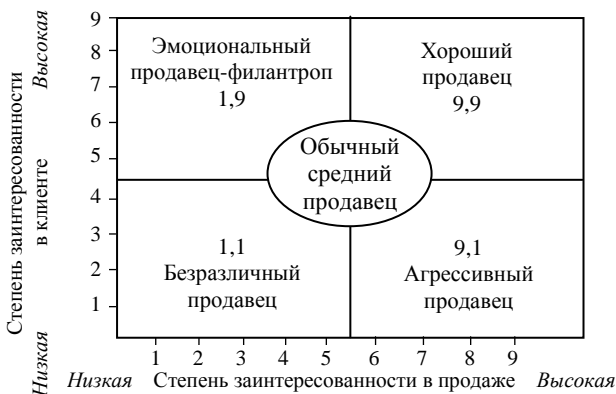 Степень заинтересованности
в клиенте
Высокая
Низкая
9
8
7
6
5
4
3
2
1
Эмоциональный
продавец-филантроп
1,9
Хороший
продавец
9,9
Обычный
средний
продавец
1,1
Безразличный
продавец
9,1
Агрессивный
продавец
1 2 3 4 5 6 7 8 9
Низкая Степень заинтересованности в продаже Высокая